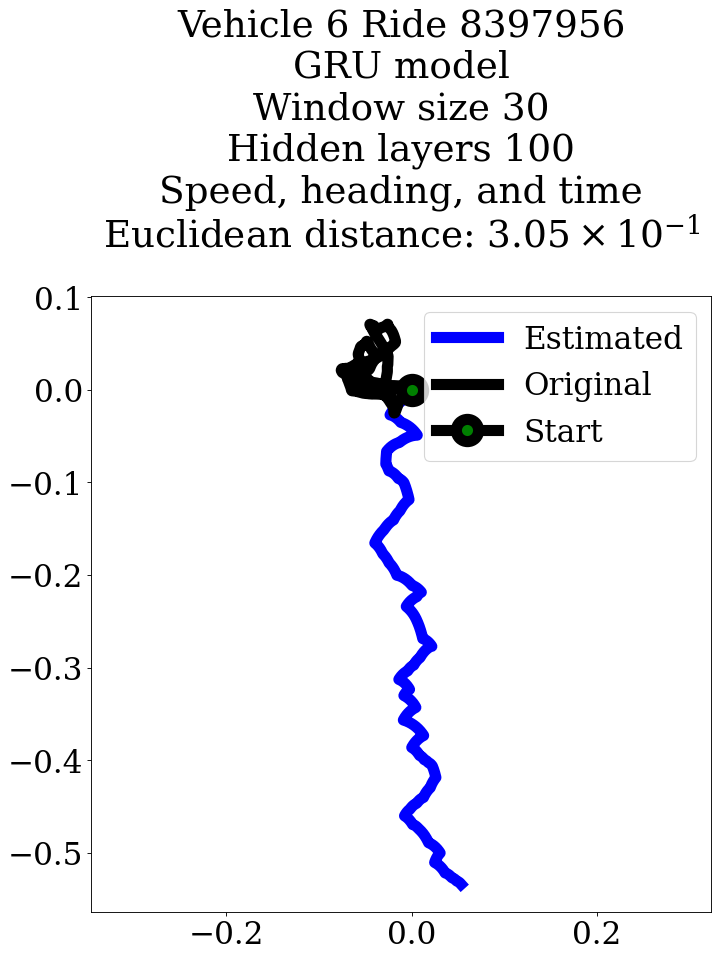 Vehicle 6 Ride 8397956
GRU model
Window size 30
Hidden layers 100
Speed, heading, and time
Euclidean distance: 3.05 × 10⁻¹
0.1
0.0
−0.1
−0.2
−0.3
−0.4
−0.5
Estimated
Original
Start
−0.2 0.0 0.2